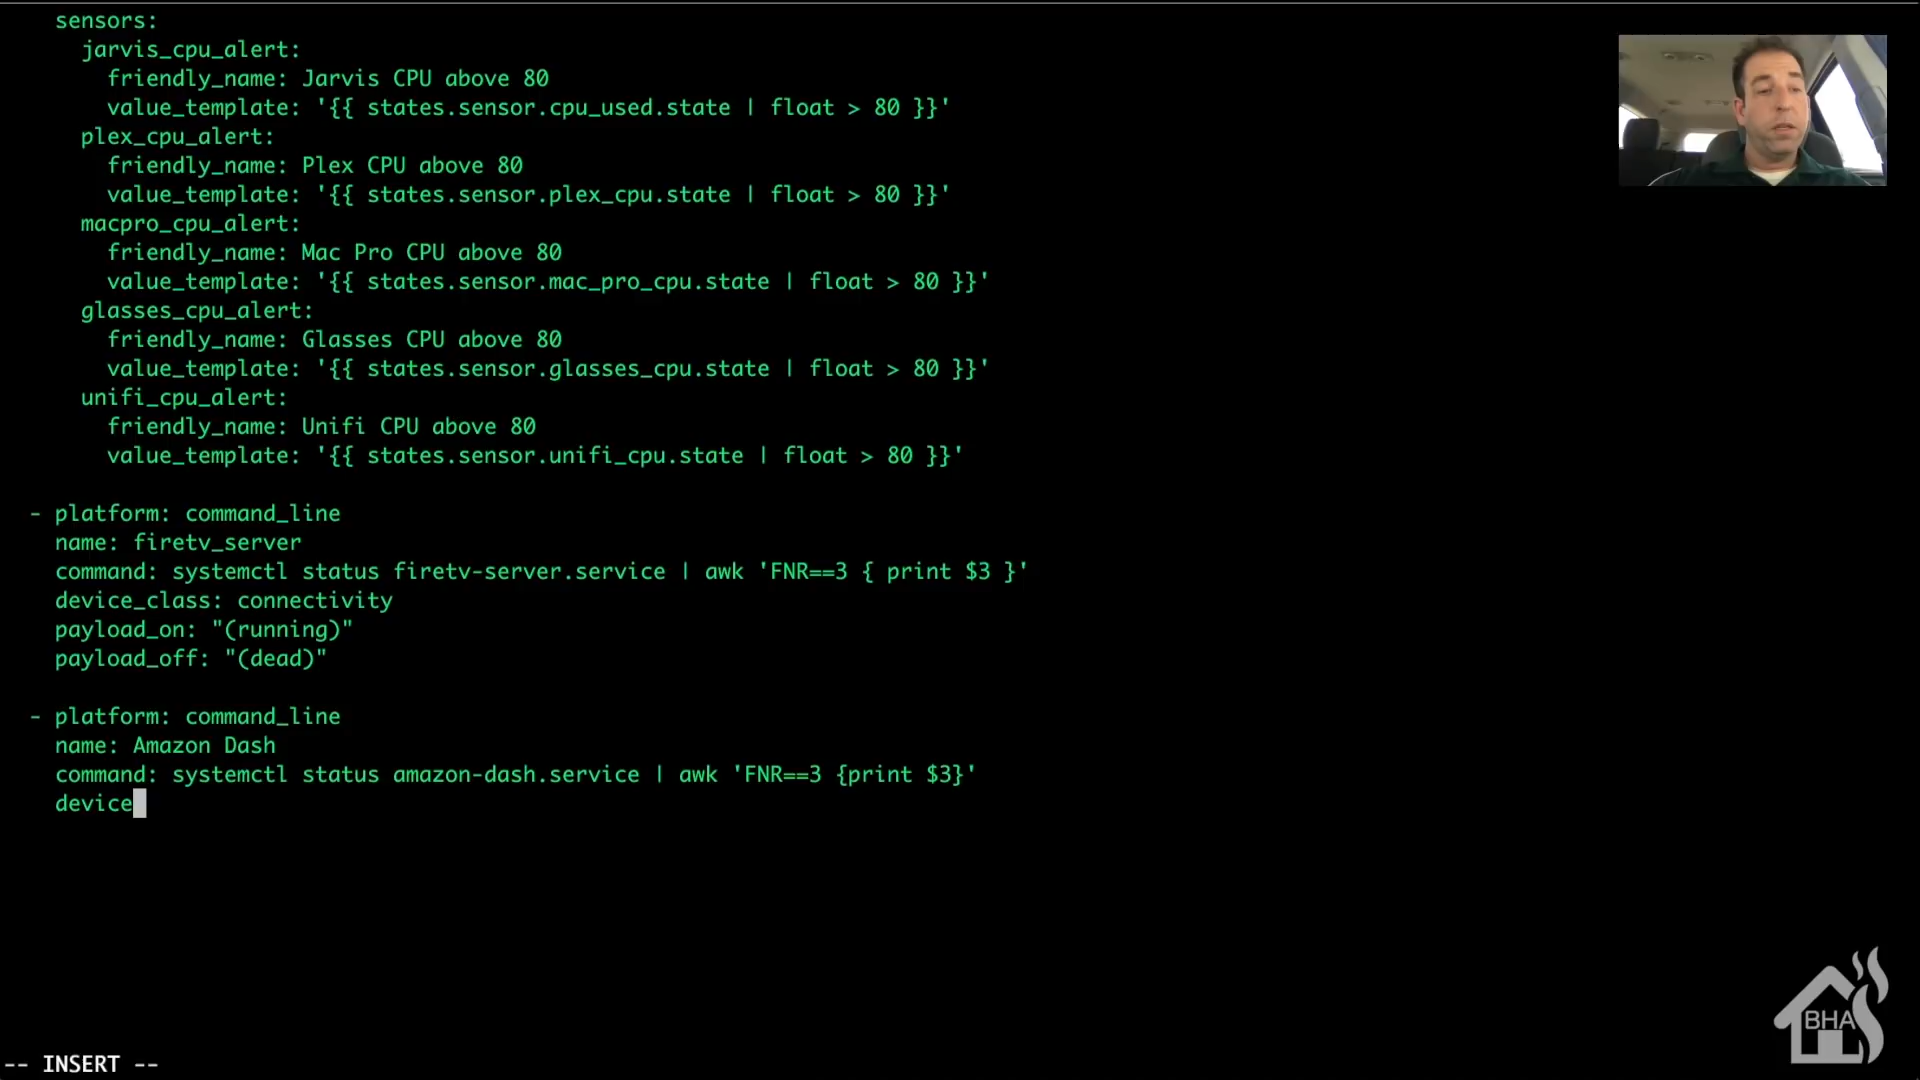 sensors:
jarvis_cpu_alert:
friendly_name: Jarvis CPU above 80
value_template: '{{ states.sensor.cpu_used.state | float > 80 }}'
plex_cpu_alert:
friendly_name: Plex CPU above 80
value_template: '{{ states.sensor.plex_cpu.state | float > 80 }}'
macpro_cpu_alert:
friendly_name: Mac Pro CPU above 80
value_template: '{{ states.sensor.mac_pro_cpu.state | float > 80 }}'
glasses_cpu_alert:
friendly_name: Glasses CPU above 80
value_template: '{{ states.sensor.glasses_cpu.state | float > 80 }}'
unifi_cpu_alert:
friendly_name: Unifi CPU above 80
value_template: '{{ states.sensor.unifi_cpu.state | float > 80 }}'
- platform: command_line
name: firetv_server
command: systemctl status firetv-server.service | awk 'FNR==3 { print $3 }'
device_class: connectivity
payload_on: "(running)"
payload_off: "(dead)"
- platform: command_line
name: Amazon Dash
command: systemctl status amazon-dash.service | awk 'FNR==3 {print $3}'
device
BHA
-- INSERT --